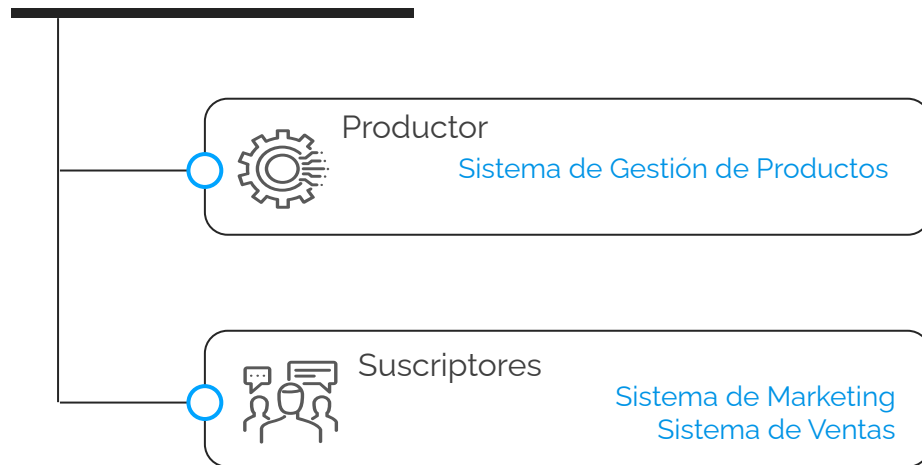 Productor
Sistema de Gestión de Productos
Suscriptores
Sistema de Marketing
Sistema de Ventas